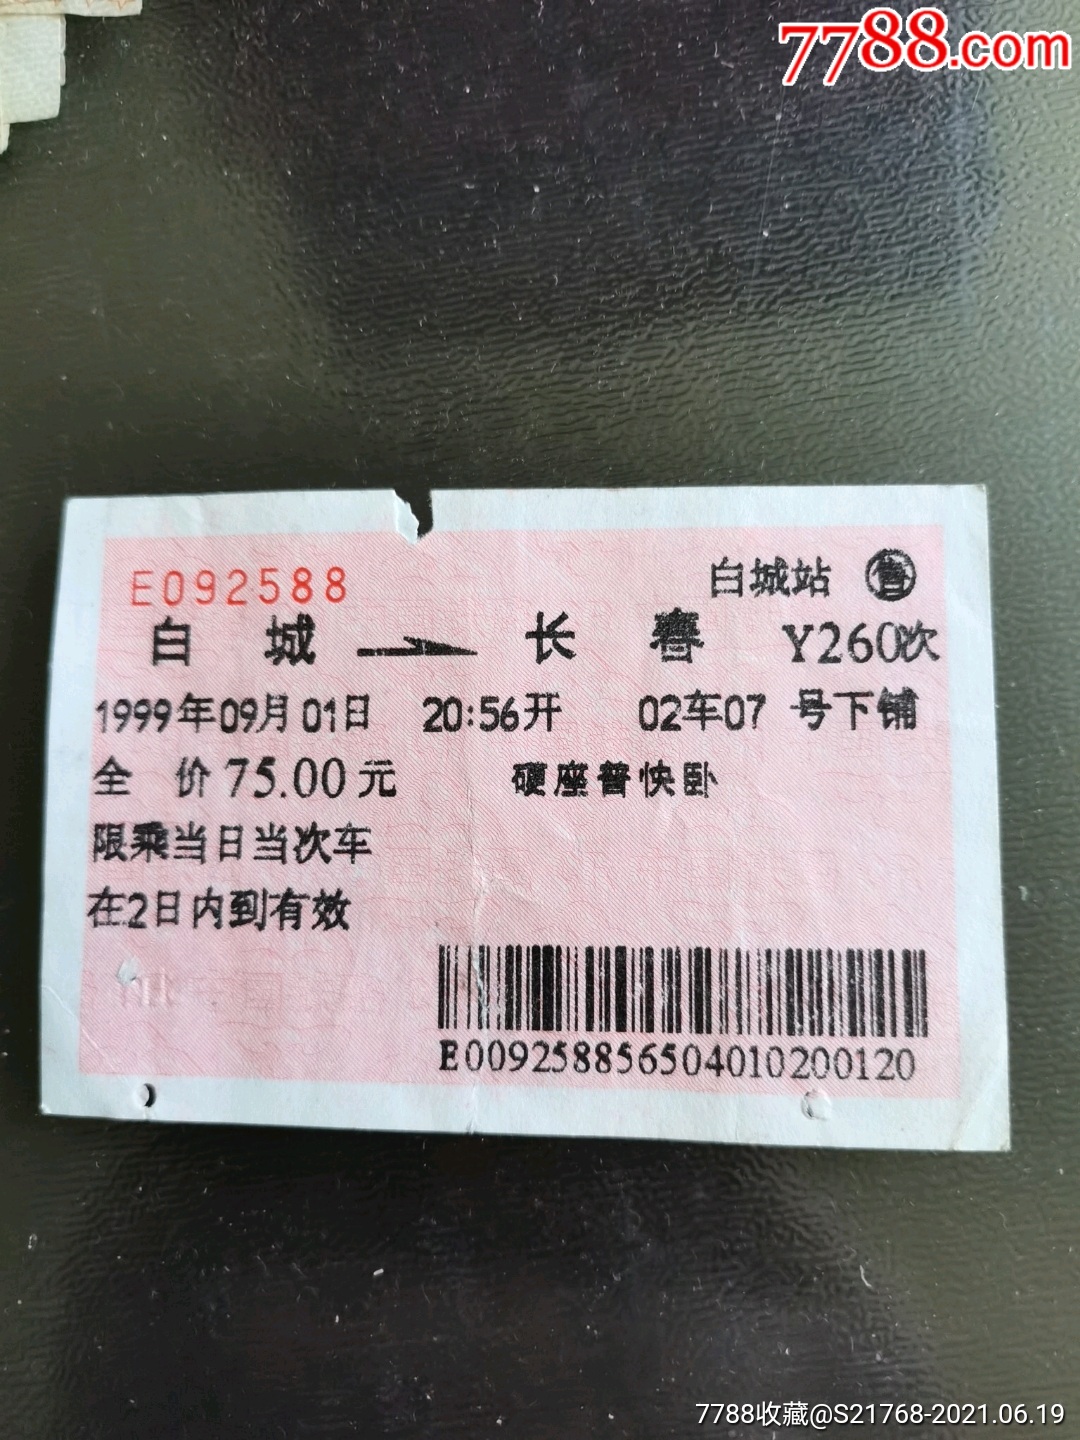 7788.com
E092588
白城站 售
白城 长春 Y260次
1999年09月01日 20:56开 02车07 号下铺
全 价75.00元 硬座普快卧
限乘当日当次车
在2日内到有效
E009258856504010200120
7788收藏@S21768-2021.06.19